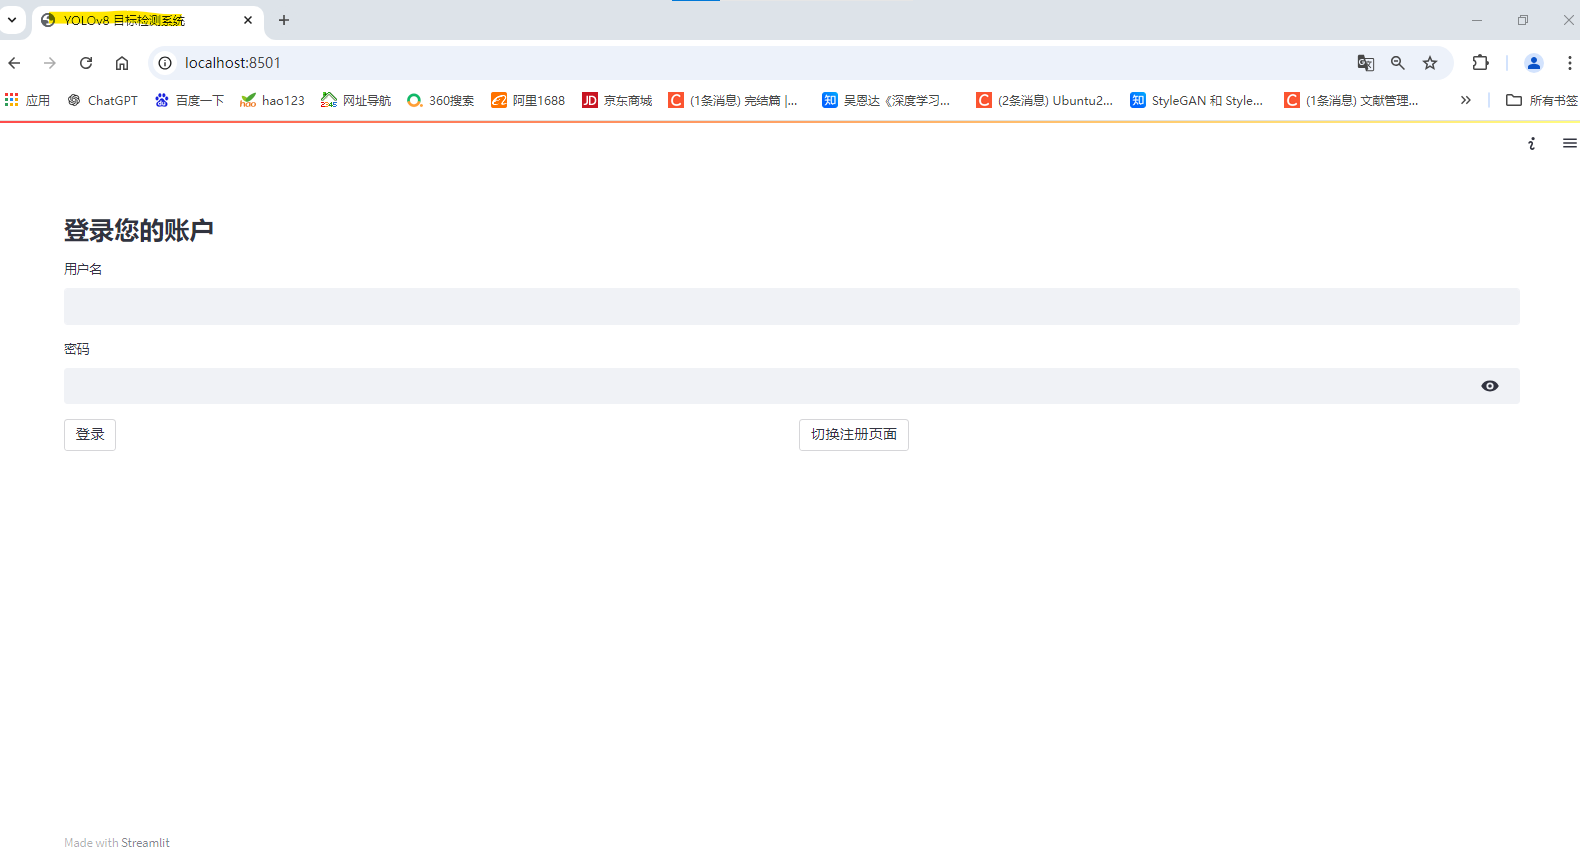 YOLOv8 目标检测系统
localhost:8501
应用 ChatGPT 百度一下 hao123 网址导航 360搜索 阿里1688 京东商城 (1条消息) 完结篇 |... 吴恩达《深度学习... (2条消息) Ubuntu2... StyleGAN 和 Style... (1条消息) 文献管理... 所有书签
登录您的账户
用户名
密码
登录 切换注册页面
Made with Streamlit